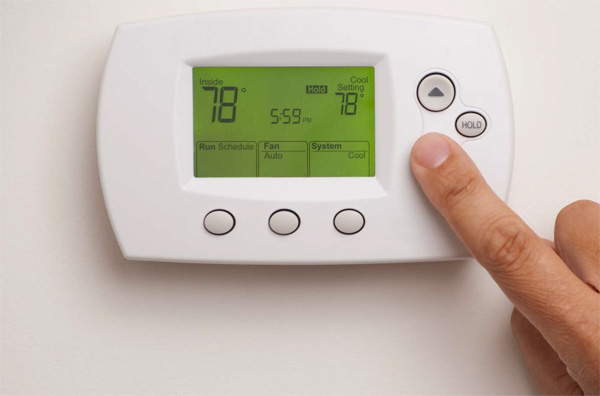 Inside
78°
Hold
5:59 PM
Cool
Setting
78°
HOLD
Run Schedule
Fan
Auto
System
Cool